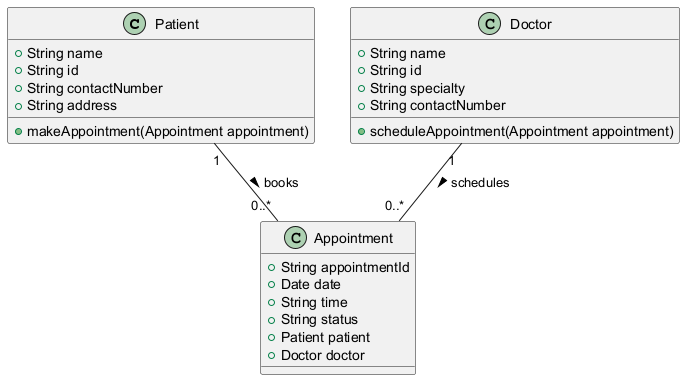 C Patient
String name
String id
String contactNumber
String address
makeAppointment(Appointment appointment)
C Doctor
String name
String id
String specialty
String contactNumber
scheduleAppointment(Appointment appointment)
1
books
0..*
1
schedules
0..*
C Appointment
String appointmentId
Date date
String time
String status
Patient patient
Doctor doctor